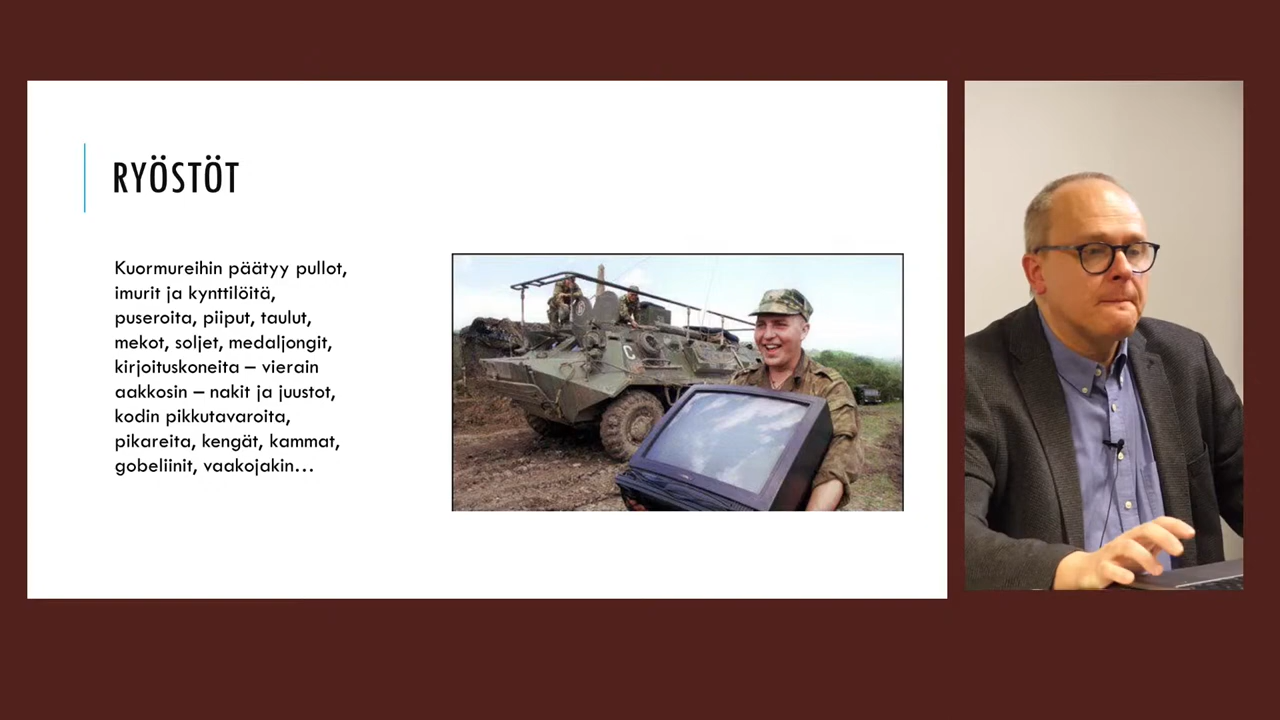 RYÖSTÖT
Kuormureihin päätyy pullot,
imurit ja kynttilöitä,
puseroita, piiput, taulut,
mekot, soljet, medaljongit,
kirjoituskoneita – vierain
aakkosin – nakit ja juustot,
kodin pikkutavaroita,
pikareita, kengät, kammat,
gobeliinit, vaakojakin…
C